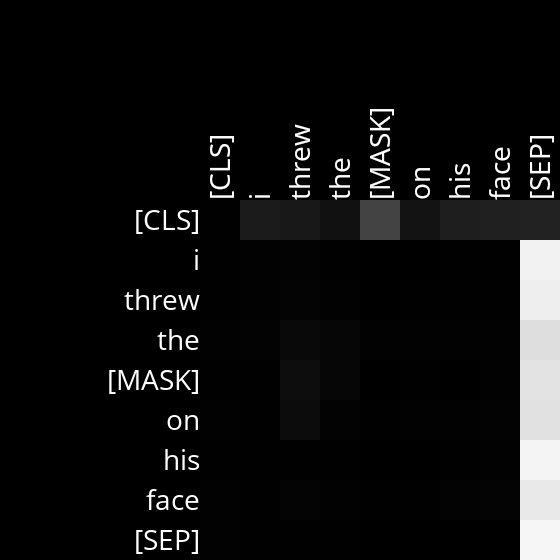 [CLS] i threw the [MASK] on his face [SEP]
[CLS]
i
threw
the
[MASK]
on
his
face
[SEP]